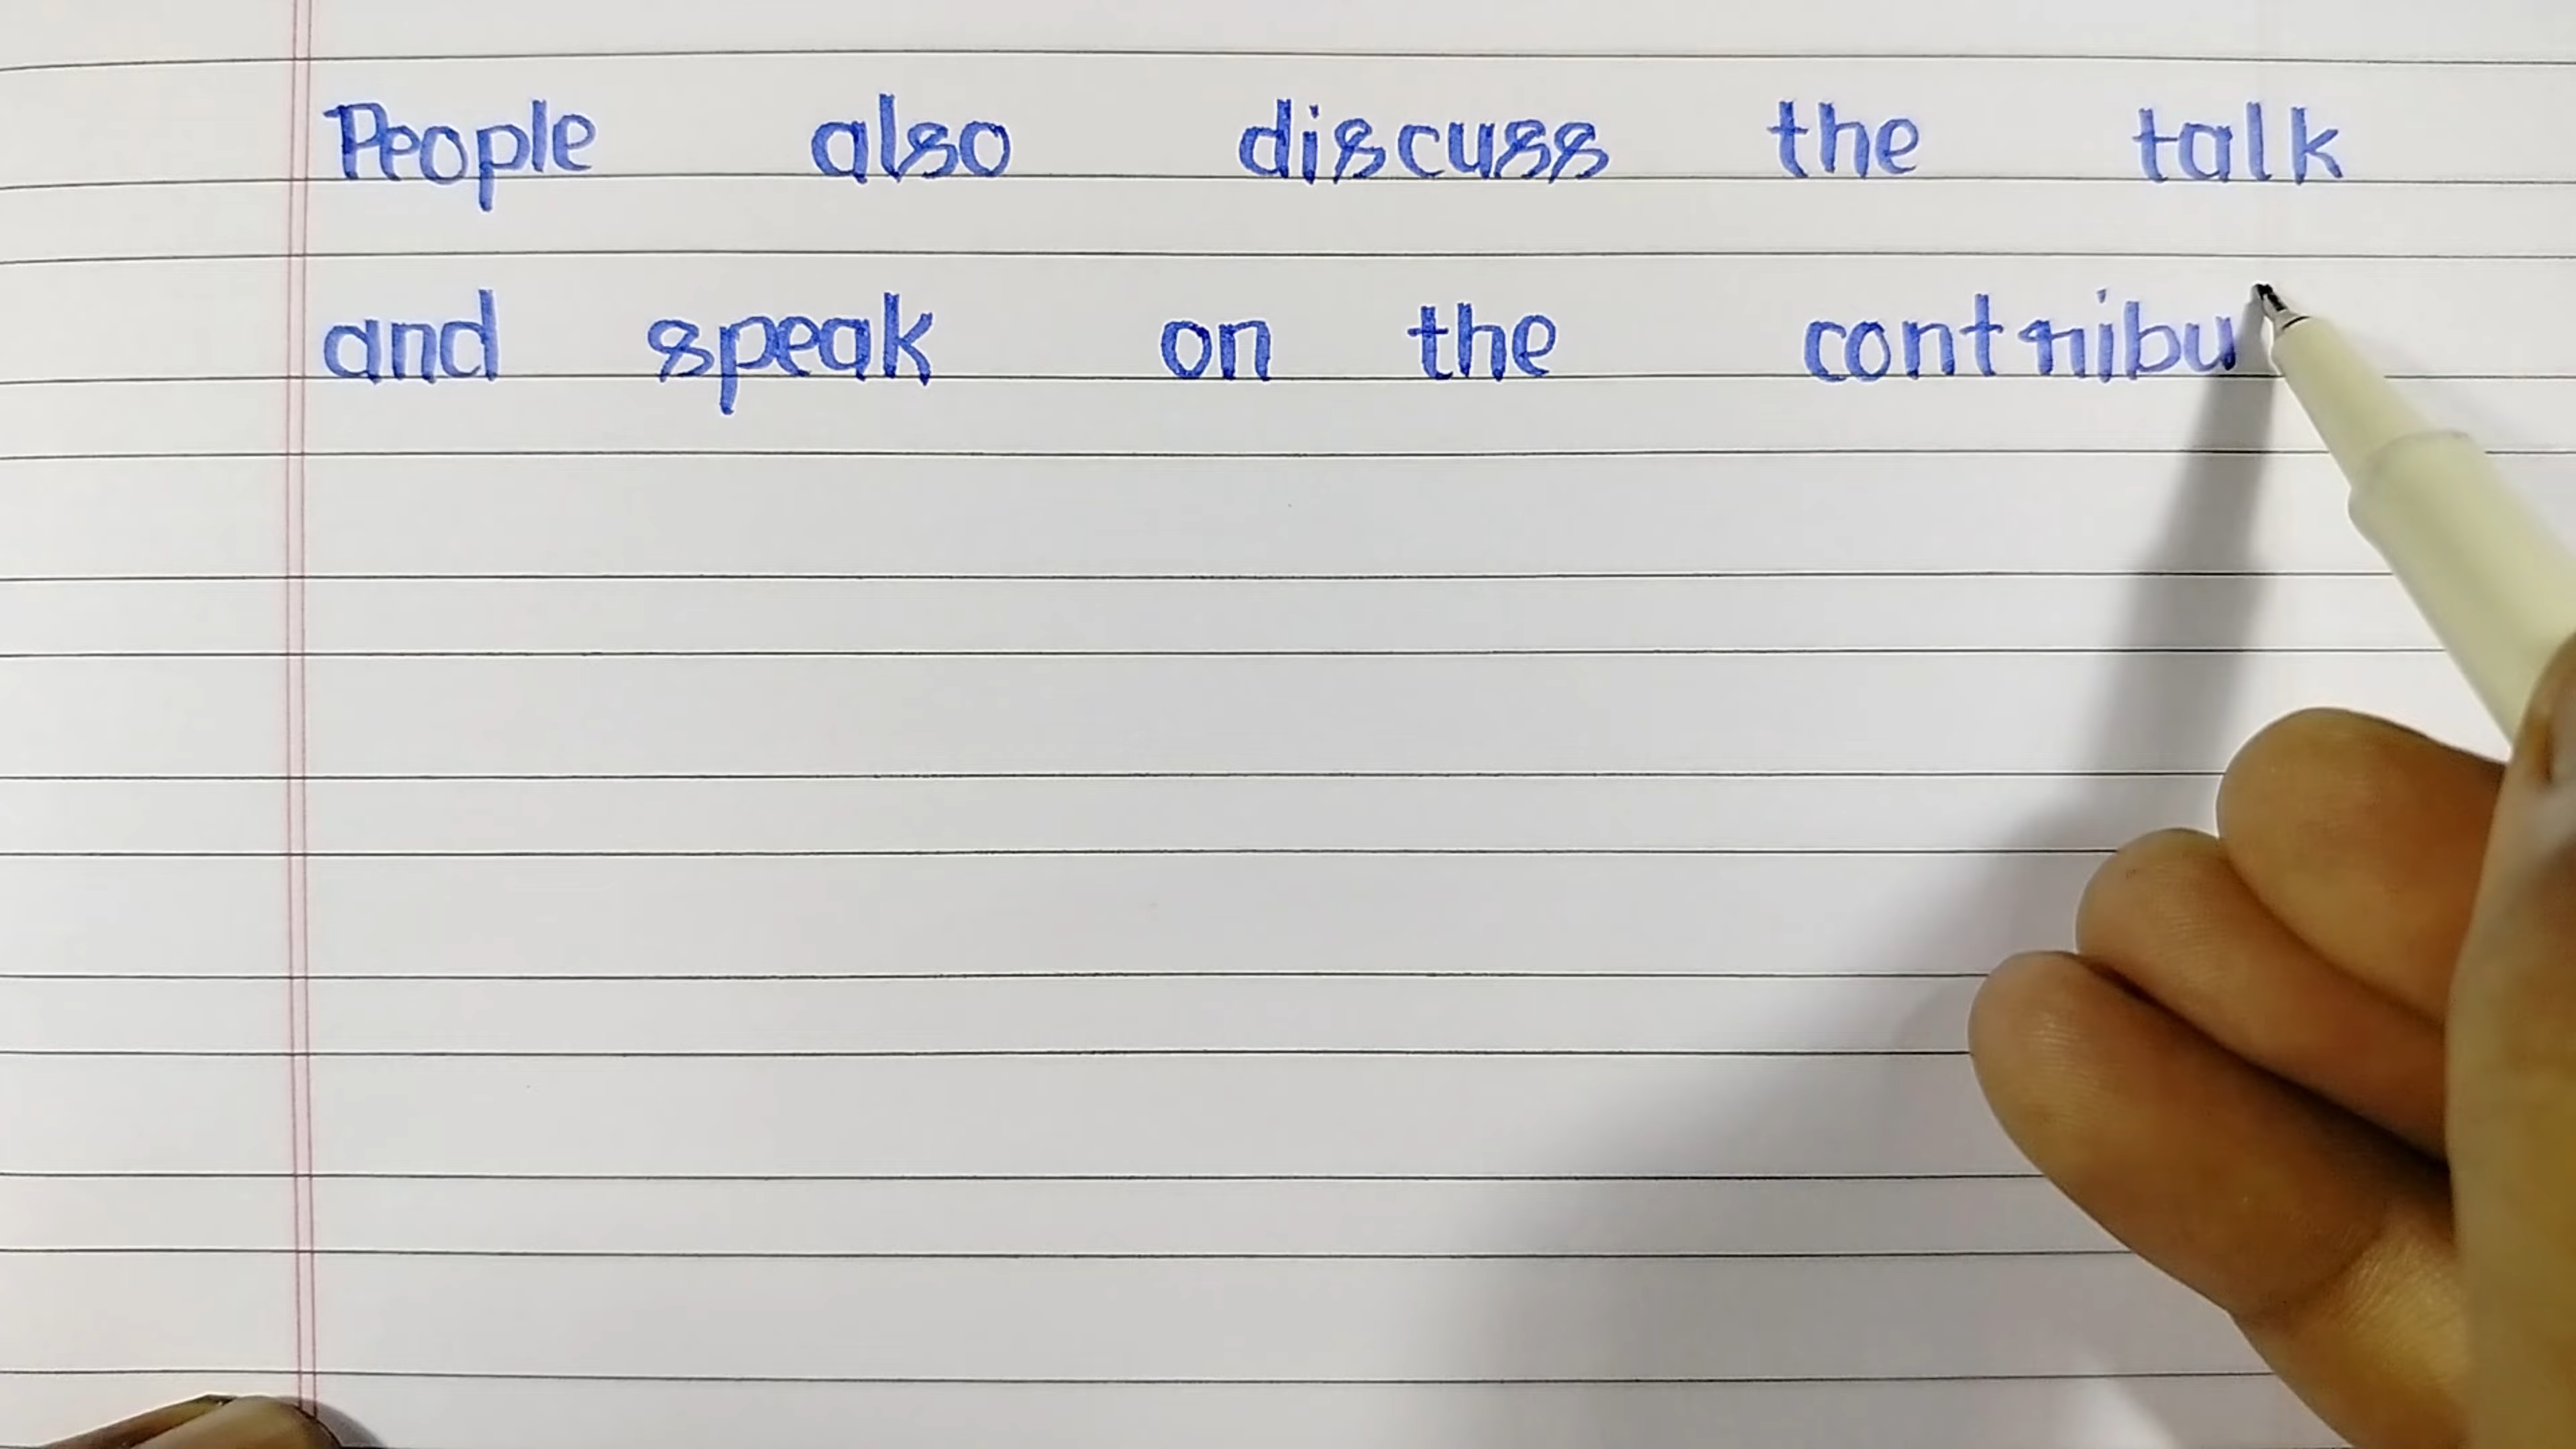 People also discuss the talk
and speak on the contribu